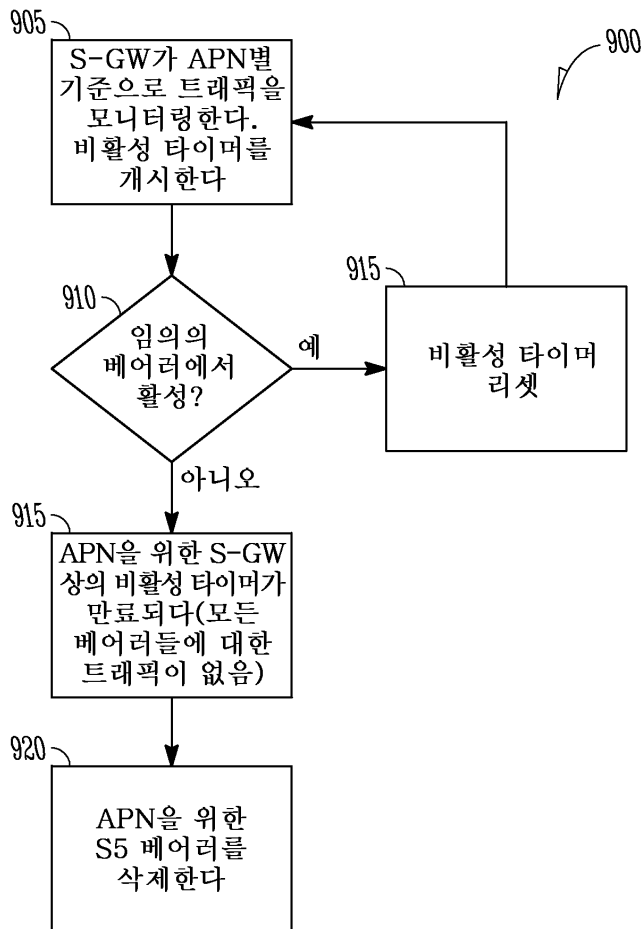 905
900
S-GW가 APN별
기준으로 트래픽을
모니터링한다.
비활성 타이머를
개시한다
910
임의의
베어러에서
활성?
예
915
비활성 타이머
리셋
아니오
915
APN을 위한 S-GW
상의 비활성 타이머가
만료되다(모든
베어러들에 대한
트래픽이 없음)
920
APN을 위한
S5 베어러를
삭제한다